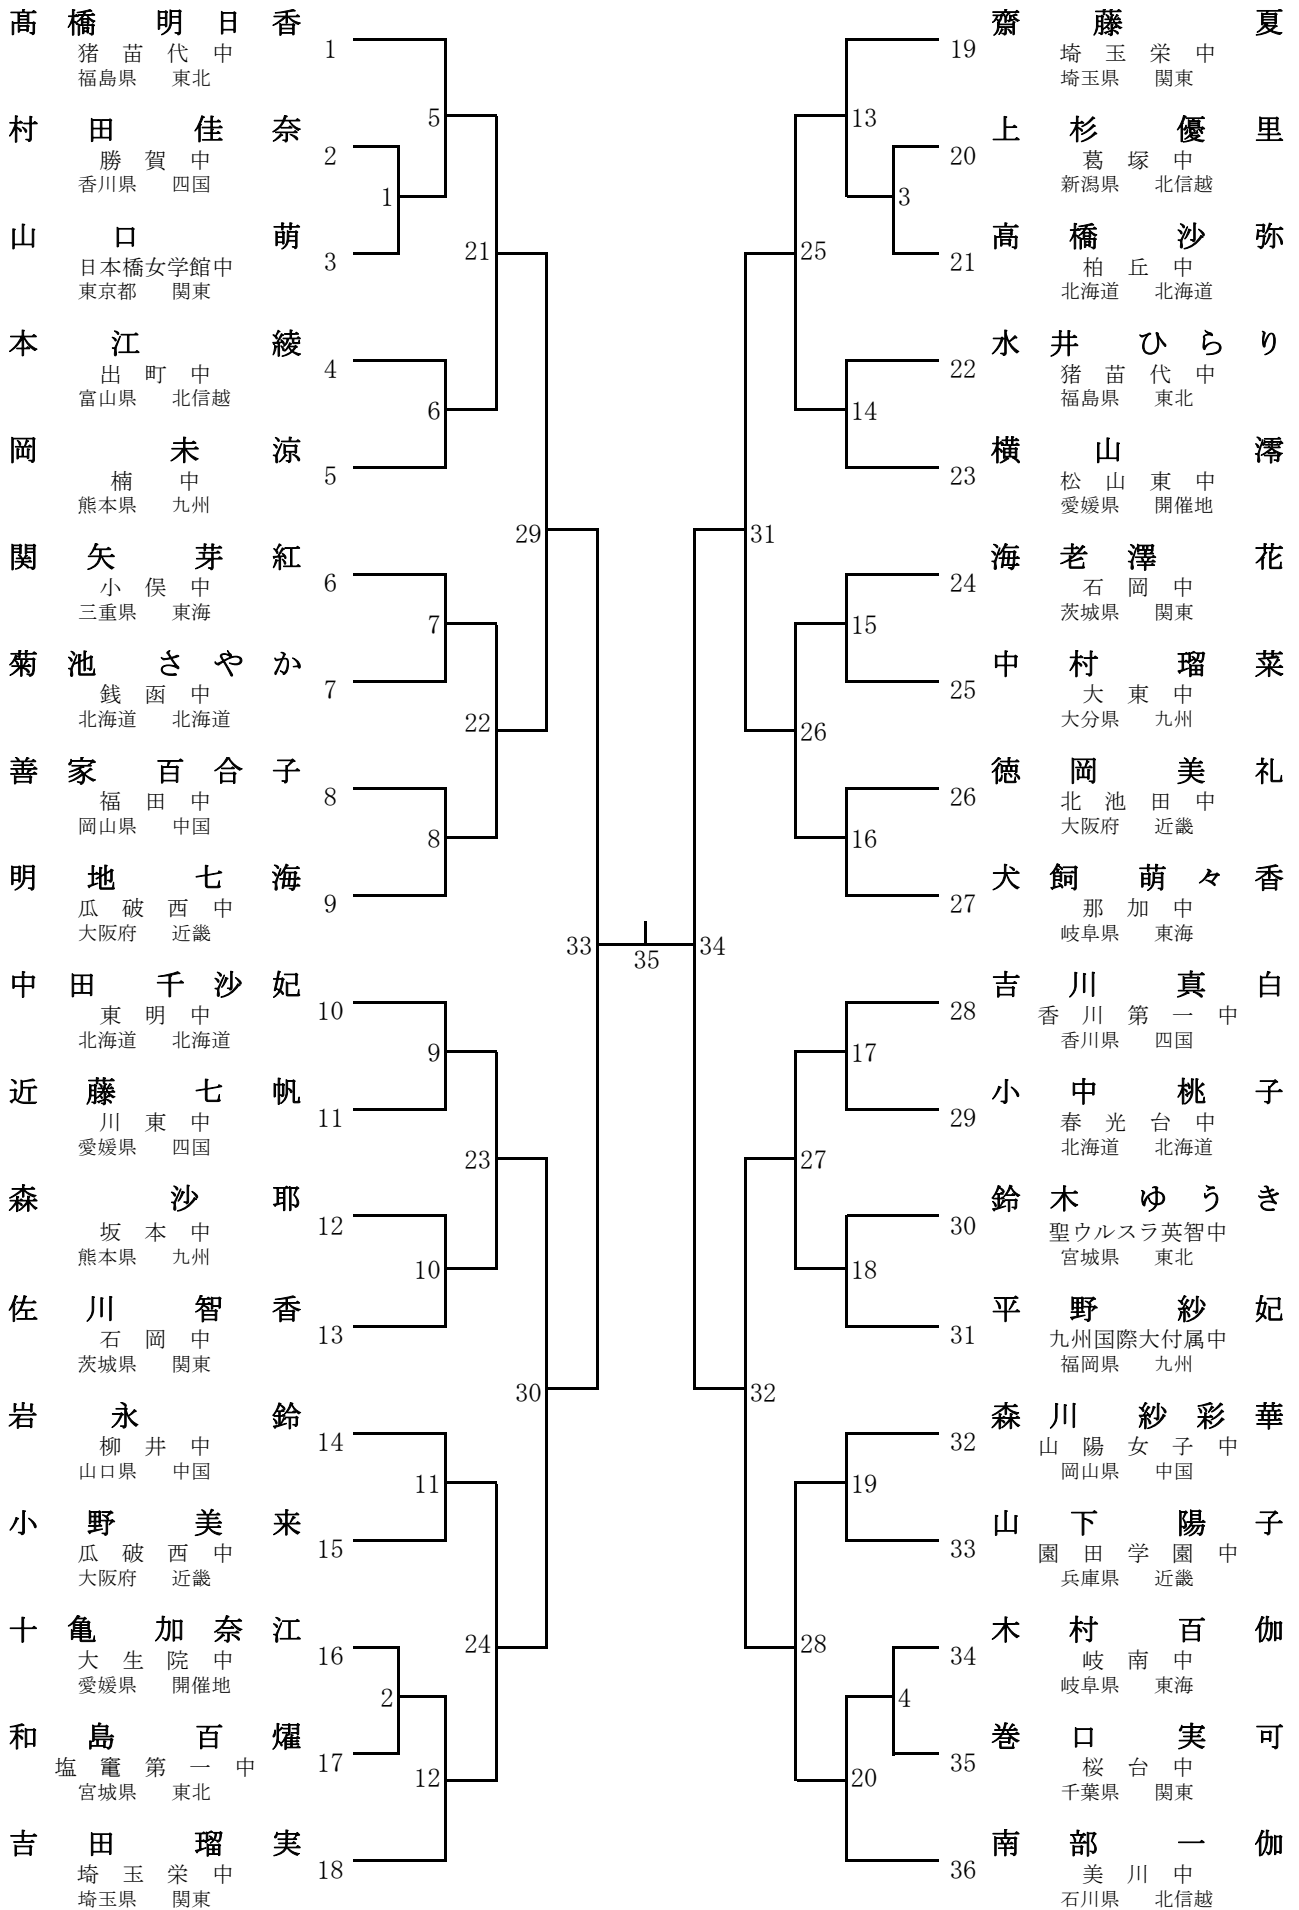 髙橋明日香
猪苗代中
福島県 東北
1
村田佳奈
勝賀中
香川県 四国
2
山口萌
日本橋女学館中
東京都 関東
3
本江綾
出町中
富山県 北信越
4
岡未涼
楠中
熊本県 九州
5
関矢芽紅
小俣中
三重県 東海
6
菊池さやか
銭函中
北海道 北海道
7
善家百合子
福田中
岡山県 中国
8
明地七海
瓜破西中
大阪府 近畿
9
中田千沙妃
東明中
北海道 北海道
10
近藤七帆
川東中
愛媛県 四国
11
森沙耶
坂本中
熊本県 九州
12
佐川智香
石岡中
茨城県 関東
13
岩永鈴
柳井中
山口県 中国
14
小野美来
瓜破西中
大阪府 近畿
15
十亀加奈江
大生院中
愛媛県 開催地
16
和島百燿
塩竃第一中
宮城県 東北
17
吉田瑠実
埼玉栄中
埼玉県 関東
18
1
2
5
6
7
8
9
10
11
12
21
22
23
24
29
30
33
35
34
31
32
25
26
27
28
13
14
15
16
17
18
19
20
3
4
19
齋藤夏
埼玉栄中
埼玉県 関東
20
上杉優里
葛塚中
新潟県 北信越
21
高橋沙弥
柏丘中
北海道 北海道
22
水井ひらり
猪苗代中
福島県 東北
23
横山澪
松山東中
愛媛県 開催地
24
海老澤花
石岡中
茨城県 関東
25
中村瑠菜
大東中
大分県 九州
26
徳岡美礼
北池田中
大阪府 近畿
27
犬飼萌々香
那加中
岐阜県 東海
28
吉川真白
香川第一中
香川県 四国
29
小中桃子
春光台中
北海道 北海道
30
鈴木ゆうき
聖ウルスラ英智中
宮城県 東北
31
平野紗妃
九州国際大付属中
福岡県 九州
32
森川紗彩華
山陽女子中
岡山県 中国
33
山下陽子
園田学園中
兵庫県 近畿
34
木村百伽
岐南中
岐阜県 東海
35
巻口実可
桜台中
千葉県 関東
36
南部一伽
美川中
石川県 北信越